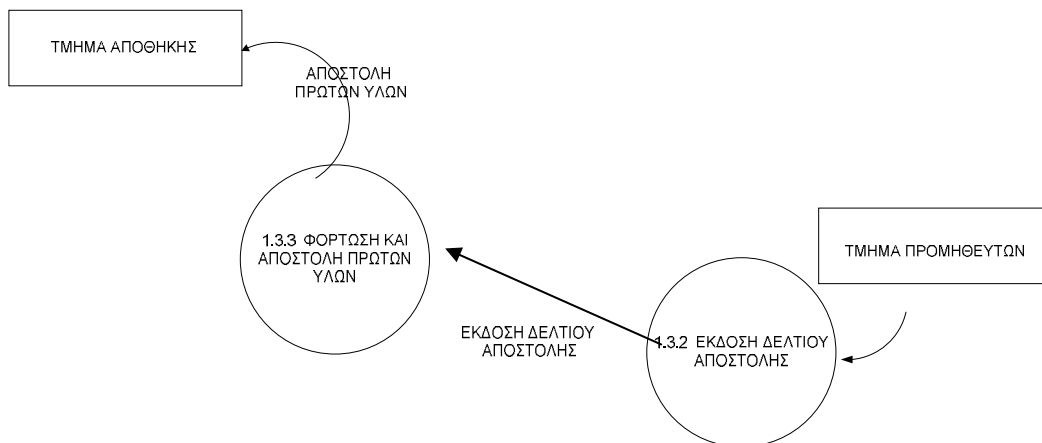 ΤΜΗΜΑ ΑΠΟΘΗΚΗΣ
ΑΠΟΣΤΟΛΗ
ΠΡΩΤΩΝ ΥΛΩΝ
1.3.3 ΦΟΡΤΩΣΗ ΚΑΙ
ΑΠΟΣΤΟΛΗ ΠΡΩΤΩΝ
ΥΛΩΝ
ΤΜΗΜΑ ΠΡΟΜΗΘΕΥΤΩΝ
ΕΚΔΟΣΗ ΔΕΛΤΙΟΥ
ΑΠΟΣΤΟΛΗΣ
1.3.2 ΕΚΔΟΣΗ ΔΕΛΤΙΟΥ
ΑΠΟΣΤΟΛΗΣ